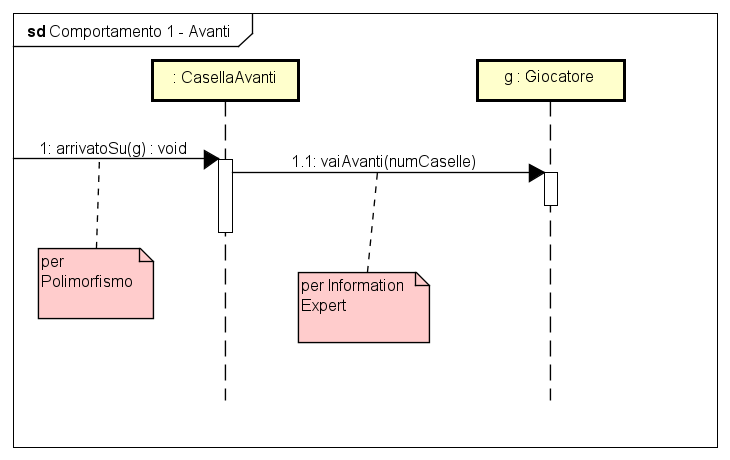 sd Comportamento 1 - Avanti
: CasellaAvanti
g : Giocatore
1: arrivatoSu(g) : void
1.1: vaiAvanti(numCaselle)
per
Polimorfismo
per Information
Expert